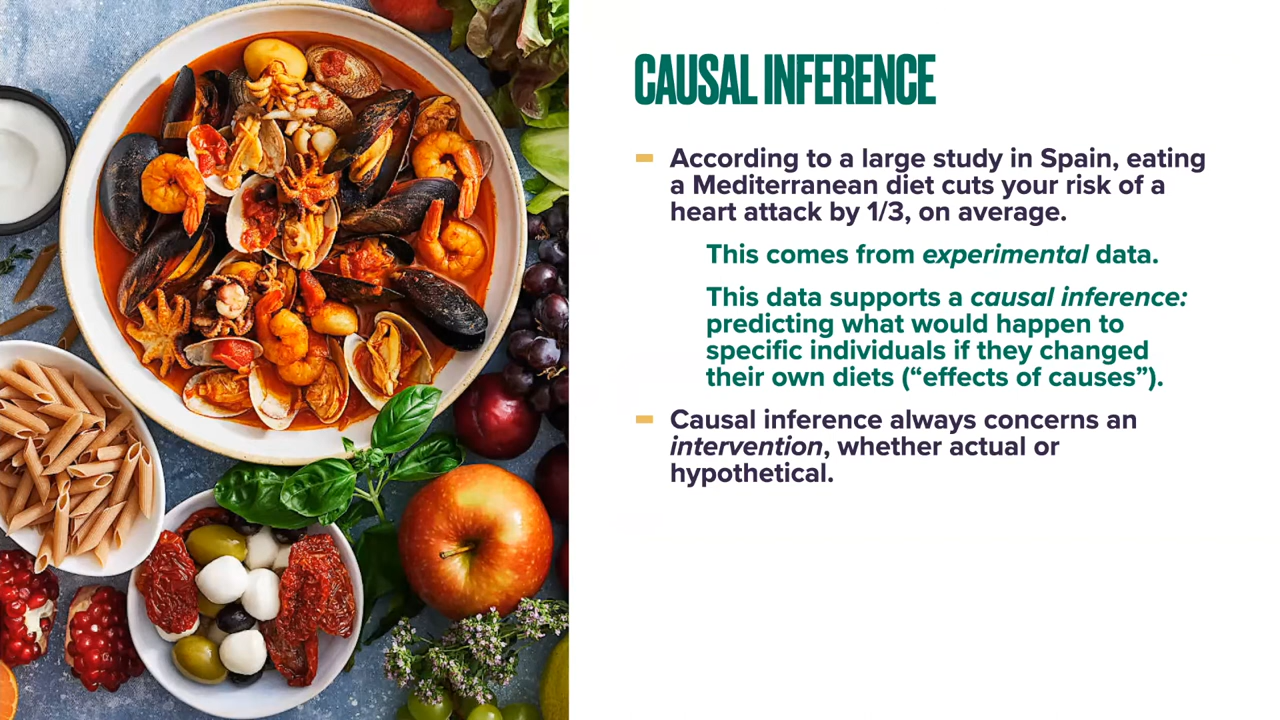 CAUSAL INFERENCE
According to a large study in Spain, eating
a Mediterranean diet cuts your risk of a
heart attack by 1/3, on average.
This comes from experimental data.
This data supports a causal inference:
predicting what would happen to
specific individuals if they changed
their own diets (“effects of causes”).
Causal inference always concerns an
intervention, whether actual or
hypothetical.